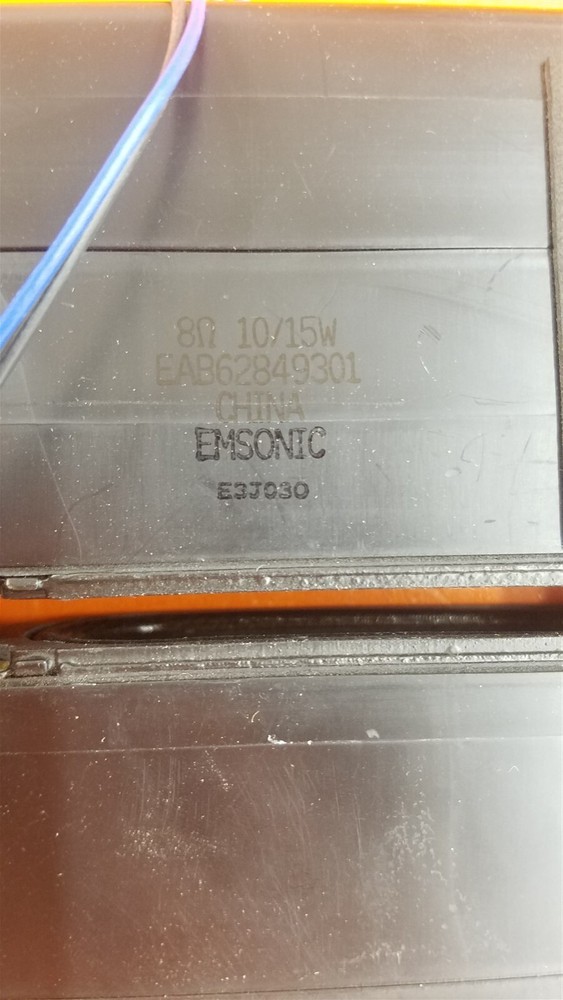 8Ω 10/15W
EAB62849301
CHINA
EMSONIC
E3J030